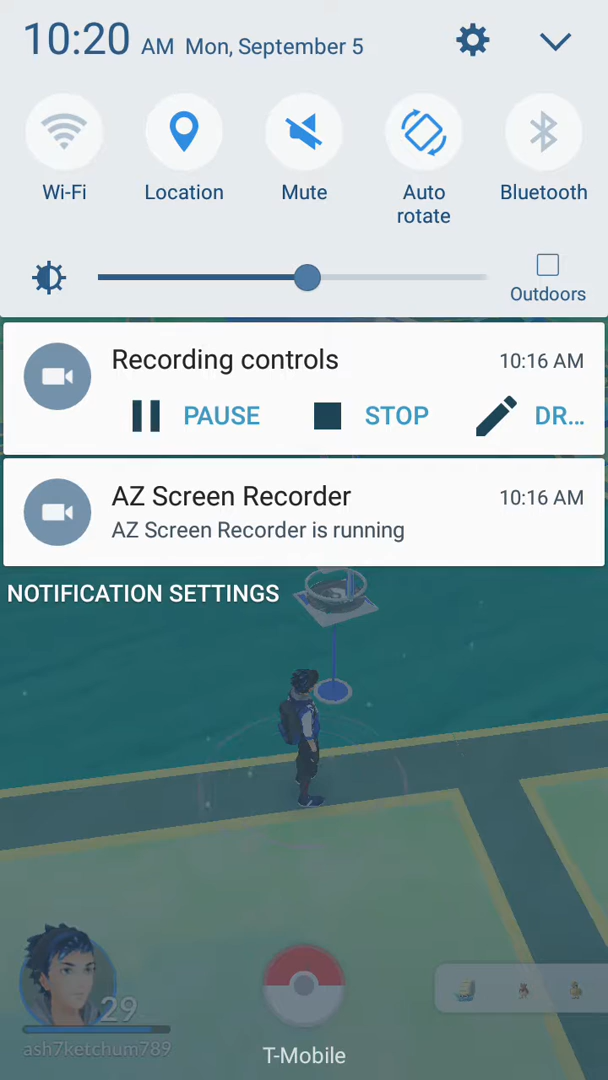 10:20 AM Mon, September 5
Wi-Fi
Location
Mute
Auto
rotate
Bluetooth
Outdoors
Recording controls
10:16 AM
PAUSE
STOP
DR...
AZ Screen Recorder
10:16 AM
AZ Screen Recorder is running
NOTIFICATION SETTINGS
29
ash7ketchum789
T-Mobile